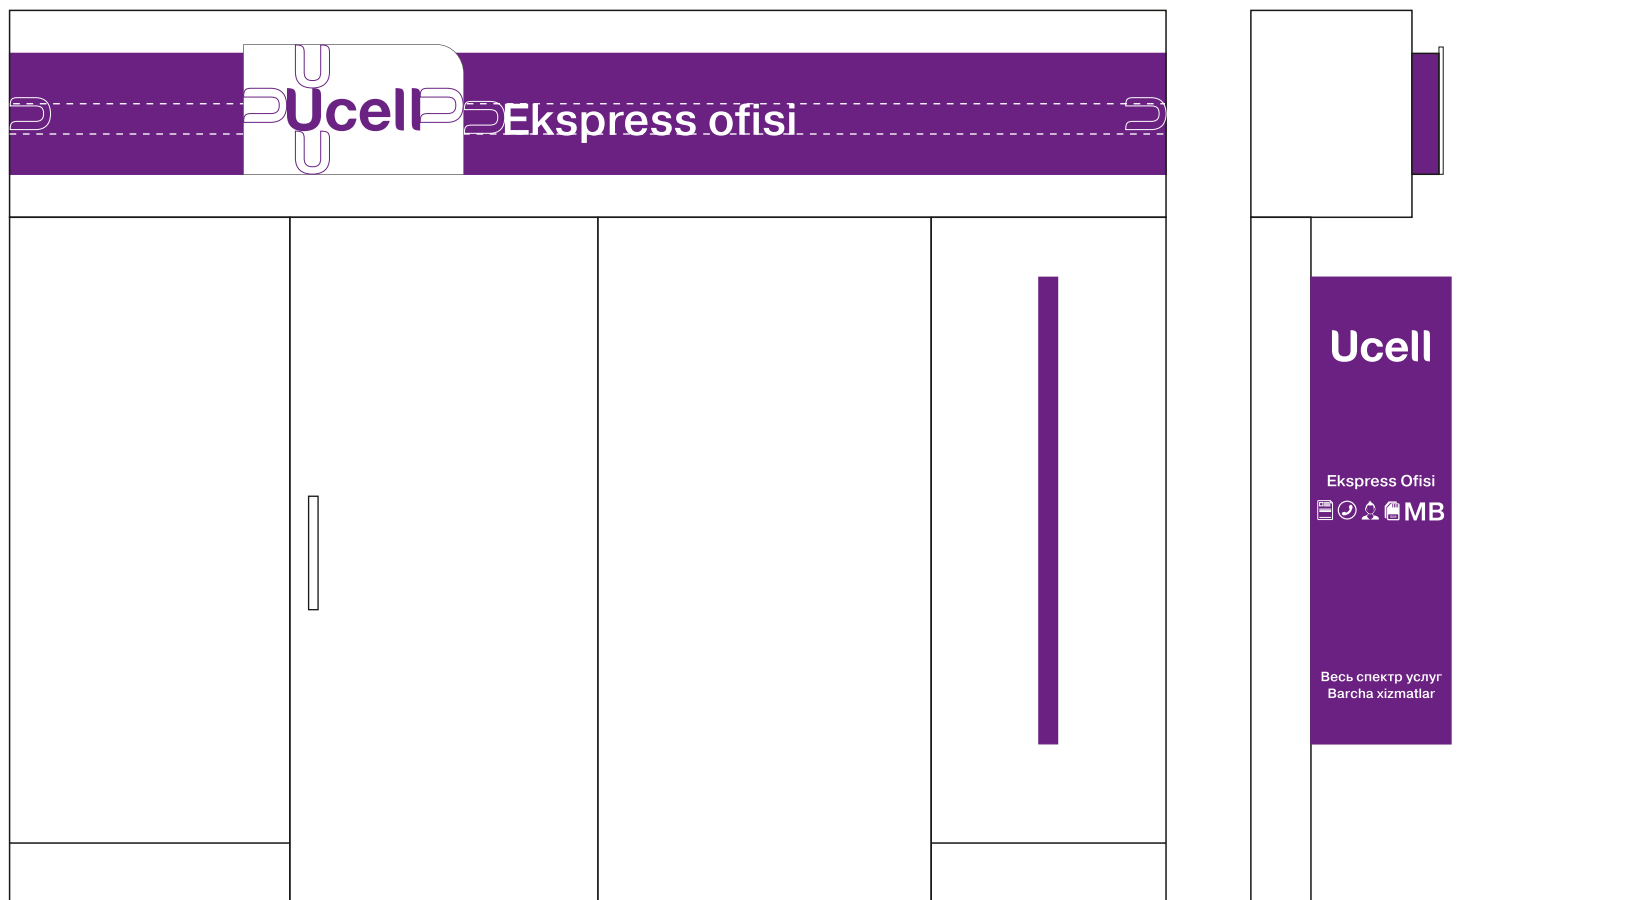 Ucell
Ekspress ofisi
Ucell
Ekspress Ofisi
MB
Весь спектр услуг
Barcha xizmatlar